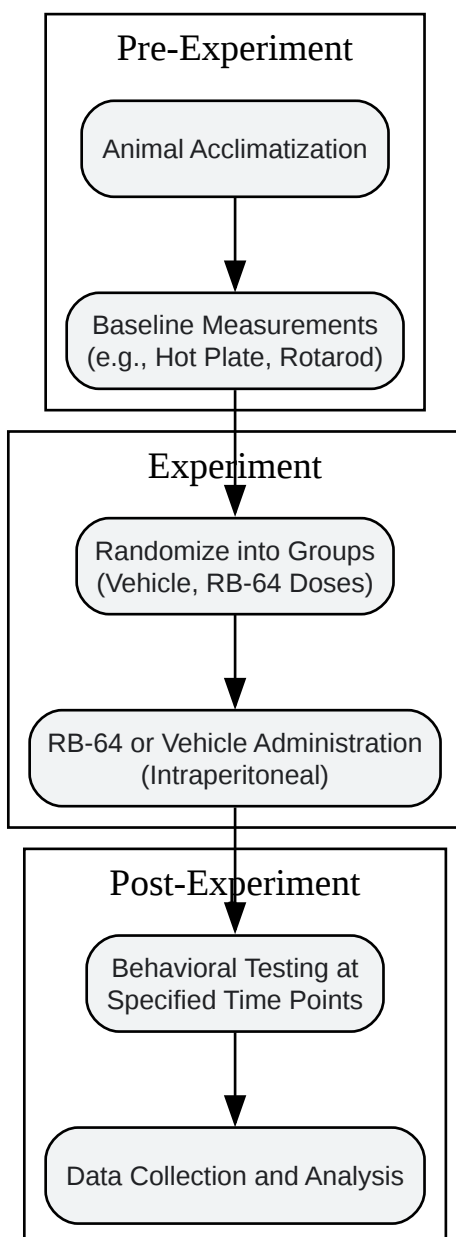 Pre-Experiment
Animal Acclimatization
Baseline Measurements
(e.g., Hot Plate, Rotarod)
Experiment
Randomize into Groups
(Vehicle, RB-64 Doses)
RB-64 or Vehicle Administration
(Intraperitoneal)
Post-Experiment
Behavioral Testing at
Specified Time Points
Data Collection and Analysis